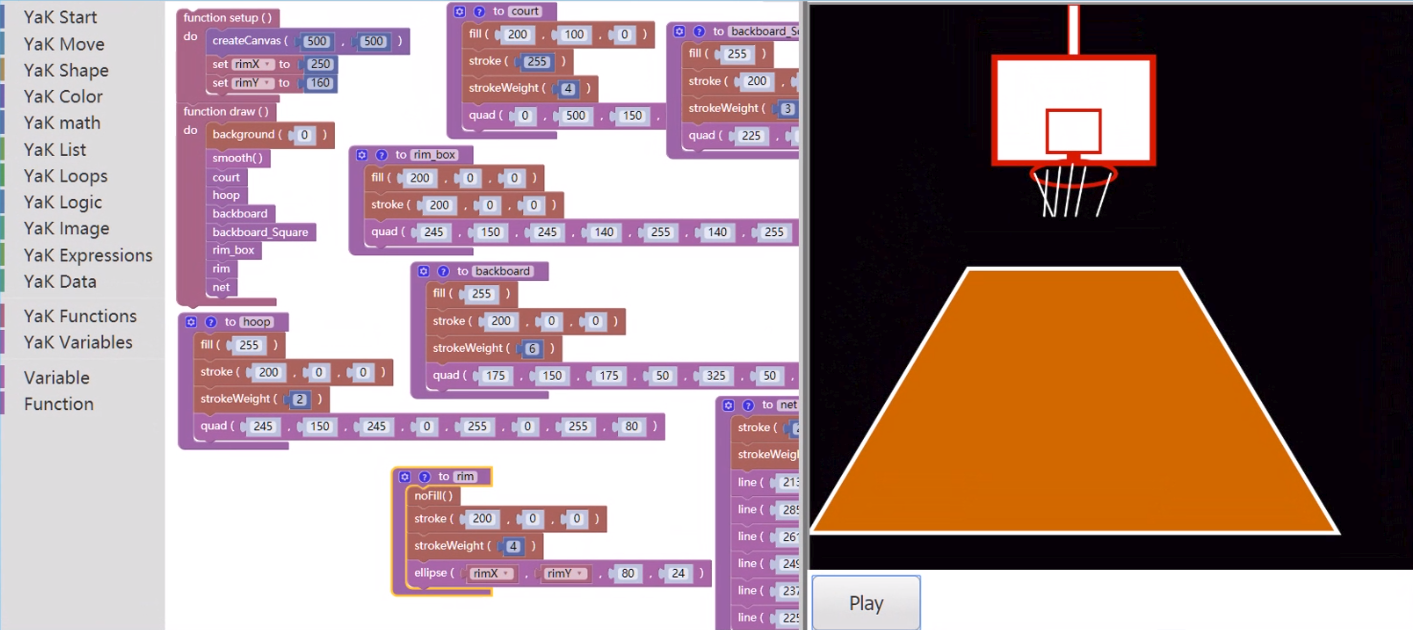 YaK Start
YaK Move
YaK Shape
YaK Color
YaK math
YaK List
YaK Loops
YaK Logic
YaK Image
YaK Expressions
YaK Data
YaK Functions
YaK Variables
Variable
Function
function setup ( )
do
createCanvas ( 500 , 500 )
set rimX to 250
set rimY to 160
function draw ( )
do
background ( 0 )
smooth( )
court
hoop
backboard
backboard_Square
rim_box
rim
net
to hoop
fill ( 255 )
stroke ( 200 , 0 , 0 )
strokeWeight ( 2 )
quad ( 245 , 150 , 245 , 0 , 255 , 0 , 255 , 80 )
to court
fill ( 200 , 100 , 0 )
stroke ( 255 )
strokeWeight ( 4 )
quad ( 0 , 500 , 150 ,
to
fill ( 255 )
stroke ( 200 ,
strokeWeight ( 3
quad ( 225 ,
to rim_box
fill ( 200 , 0 , 0 )
stroke ( 200 , 0 , 0 )
quad ( 245 , 150 , 245 , 140 , 255 , 140 , 255
to backboard
fill ( 255 )
stroke ( 200 , 0 , 0 )
strokeWeight ( 6 )
quad ( 175 , 150 , 175 , 50 , 325 , 50 ,
to rim
noFill( )
stroke ( 200 , 0 , 0 )
strokeWeight ( 4 )
ellipse ( rimX , rimY , 80 , 24 )
to net
stroke (
line ( 213
line ( 285
line ( 261
line ( 249
line ( 237
line ( 225
Play